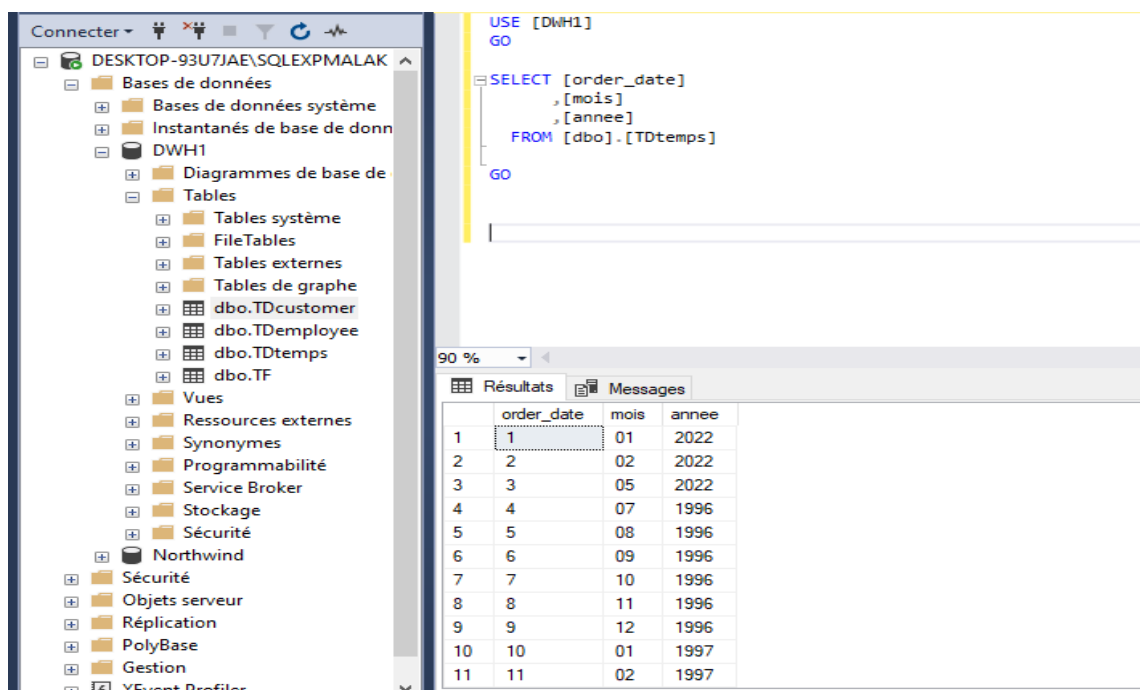 Connecter
DESKTOP-93U7JAE\SQLEXPMALAK
Bases de données
Bases de données système
Instantanés de base de donn
DWH1
Diagrammes de base de
Tables
Tables système
FileTables
Tables externes
Tables de graphe
dbo.TDcustomer
dbo.TDemployee
dbo.TDtemps
dbo.TF
Vues
Ressources externes
Synonymes
Programmabilité
Service Broker
Stockage
Sécurité
Northwind
Sécurité
Objets serveur
Réplication
PolyBase
Gestion
XEvent Profiler
USE [DWH1]
GO
SELECT [order_date]
,[mois]
,[annee]
FROM [dbo].[TDtemps]
GO
90 %
Résultats Messages
order_date mois annee
1 1 01 2022
2 2 02 2022
3 3 05 2022
4 4 07 1996
5 5 08 1996
6 6 09 1996
7 7 10 1996
8 8 11 1996
9 9 12 1996
10 10 01 1997
11 11 02 1997